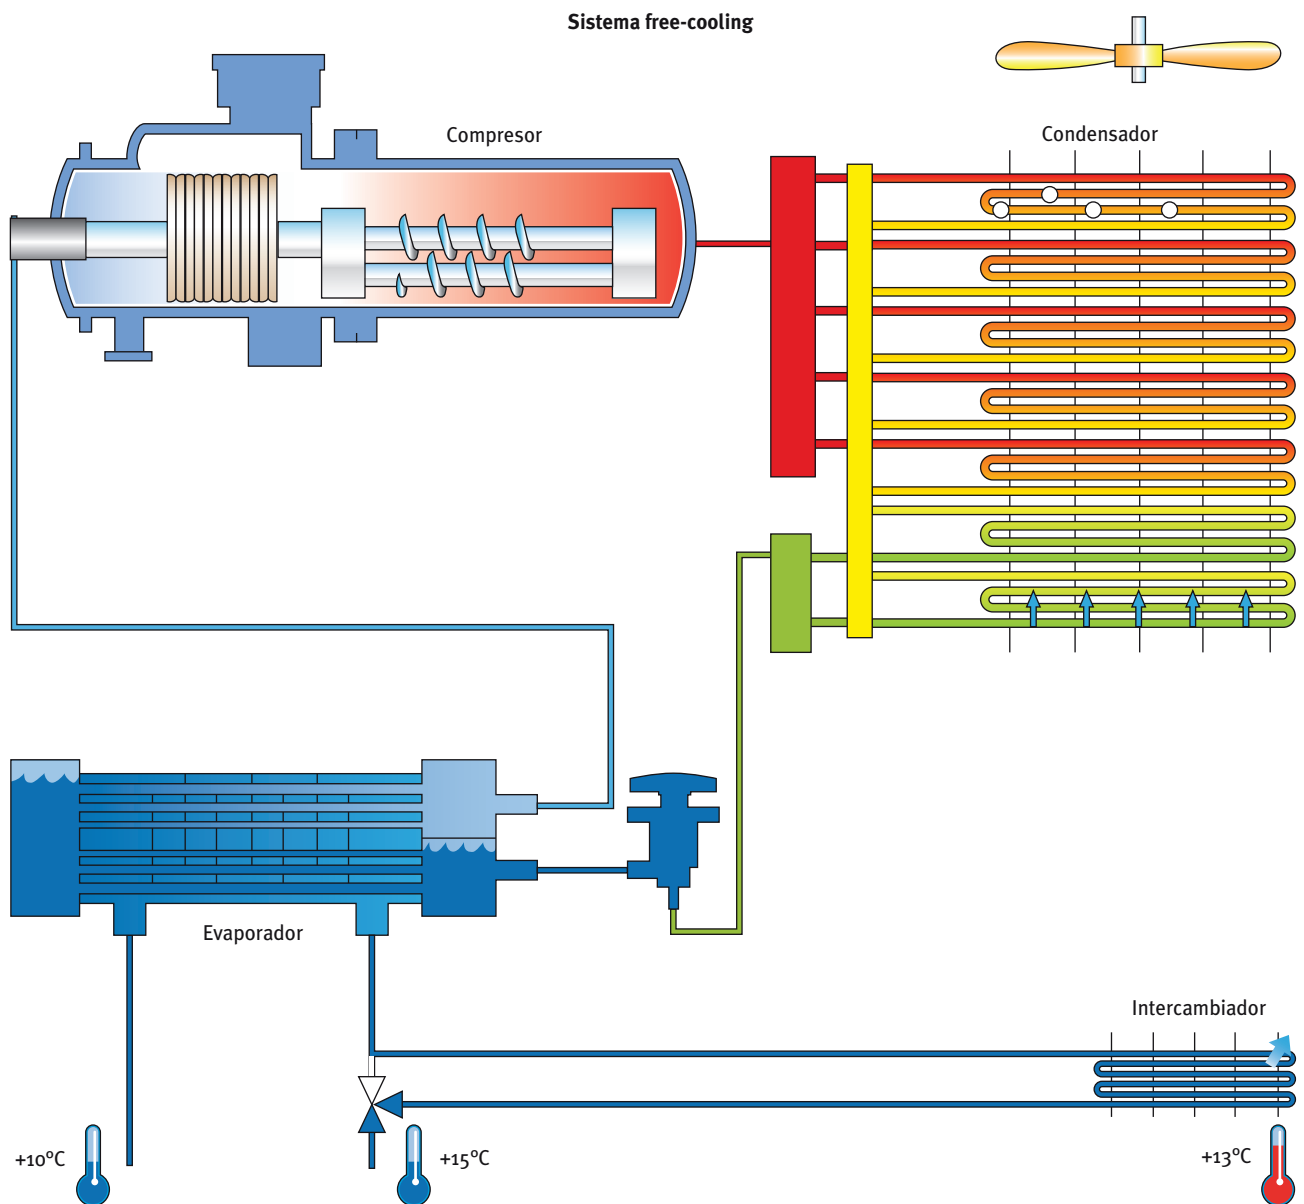 Sistema free-cooling
Compresor
Condensador
Evaporador
Intercambiador
+10°C
+15°C
+13°C